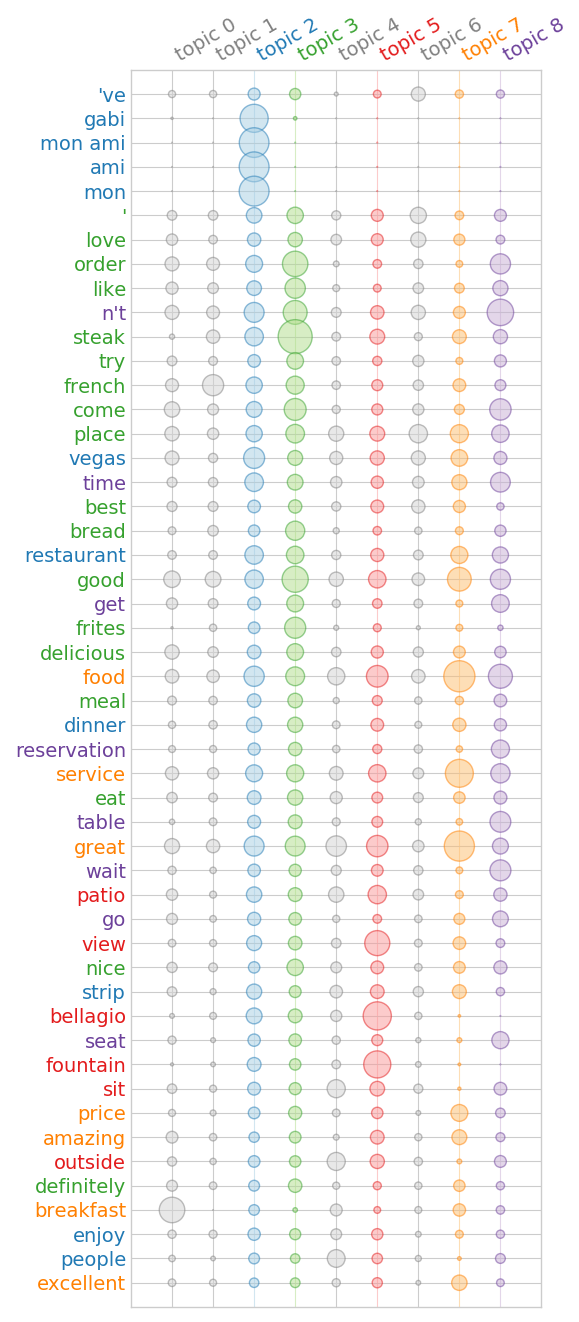 topic 0 topic 1 topic 2 topic 3 topic 4 topic 5 topic 6 topic 7 topic 8
've
gabi
mon ami
ami
mon
'
love
order
like
n't
steak
try
french
come
place
vegas
time
best
bread
restaurant
good
get
frites
delicious
food
meal
dinner
reservation
service
eat
table
great
wait
patio
go
view
nice
strip
bellagio
seat
fountain
sit
price
amazing
outside
definitely
breakfast
enjoy
people
excellent